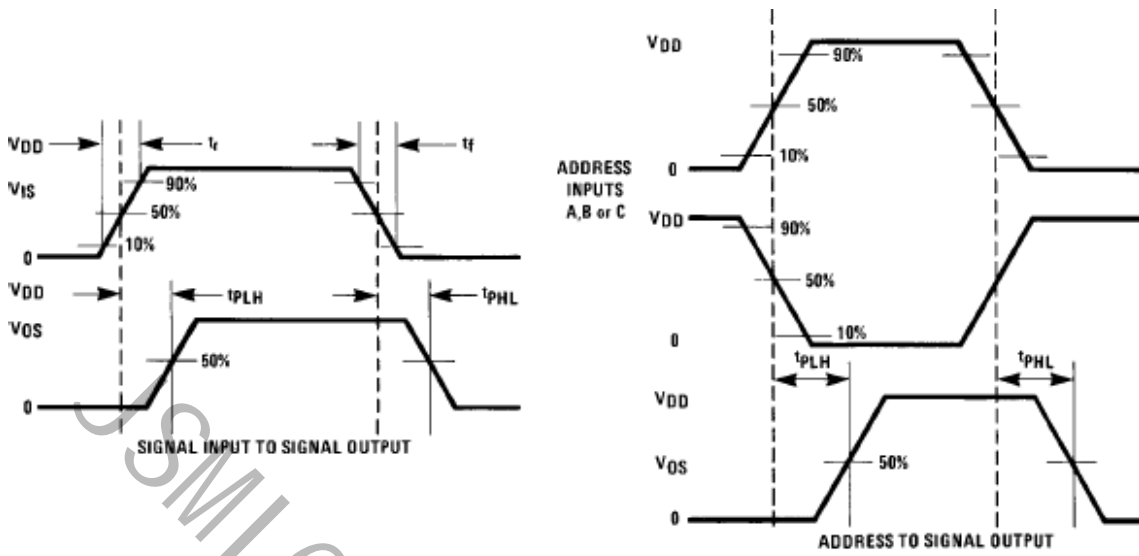 VDD
tr
tf
VIS
90%
50%
10%
0
VDD
tPLH
tPHL
VOS
50%
0
SIGNAL INPUT TO SIGNAL OUTPUT
VDD
90%
50%
10%
ADDRESS
INPUTS
A,B or C
0
VDD
90%
50%
10%
0
tPLH
tPHL
VDD
VOS
50%
0
ADDRESS TO SIGNAL OUTPUT